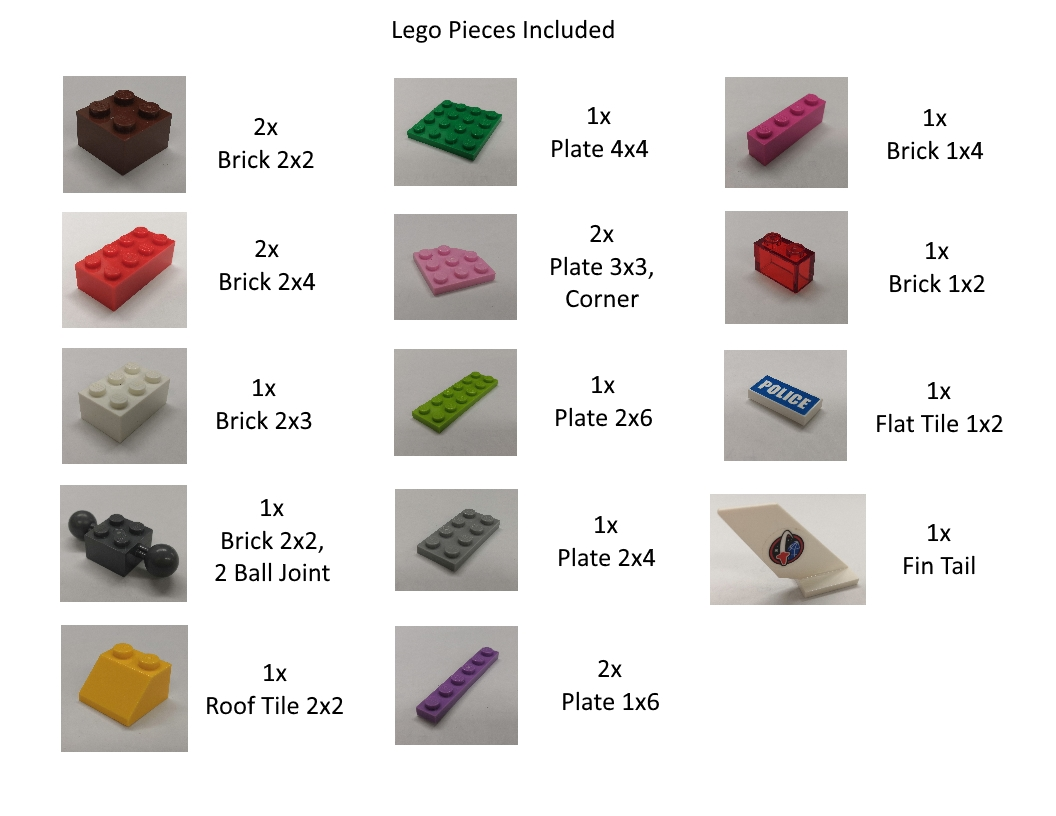 Lego Pieces Included
2x
Brick 2x2
1x
Plate 4x4
1x
Brick 1x4
2x
Brick 2x4
2x
Plate 3x3,
Corner
1x
Brick 1x2
1x
Brick 2x3
1x
Plate 2x6
POLICE
1x
Flat Tile 1x2
1x
Brick 2x2,
2 Ball Joint
1x
Plate 2x4
1x
Fin Tail
1x
Roof Tile 2x2
2x
Plate 1x6